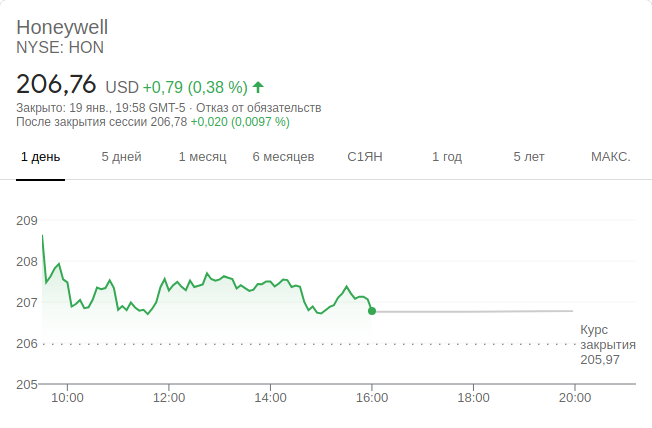 Honeywell
NYSE: HON
206,76 USD +0,79 (0,38 %)
Закрыто: 19 янв., 19:58 GMT-5 · Отказ от обязательств
После закрытия сессии 206,78 +0,020 (0,0097 %)
1 день 5 дней 1 месяц 6 месяцев С1ЯН 1 год 5 лет МАКС.
209
208
207
206
205
Курс
закрытия
205,97
10:00 12:00 14:00 16:00 18:00 20:00